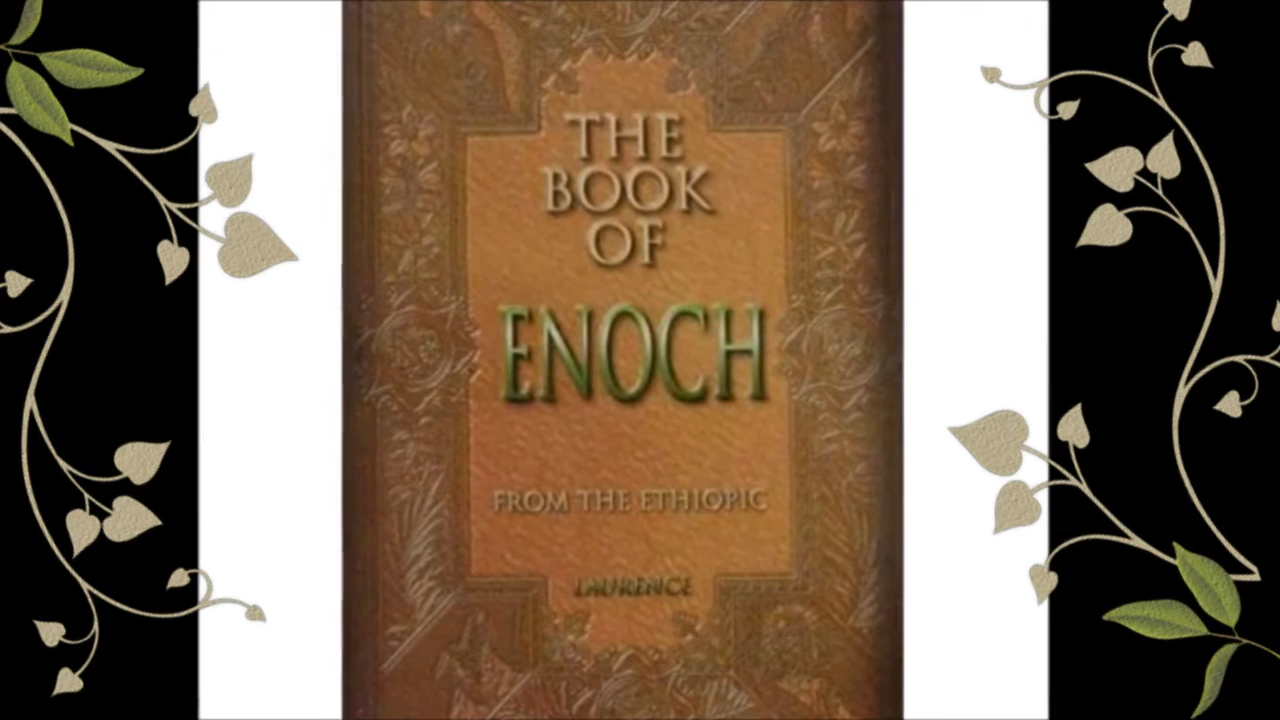 THE
BOOK
OF
ENOCH
FROM THE ETHIOPIC
LAURENCE